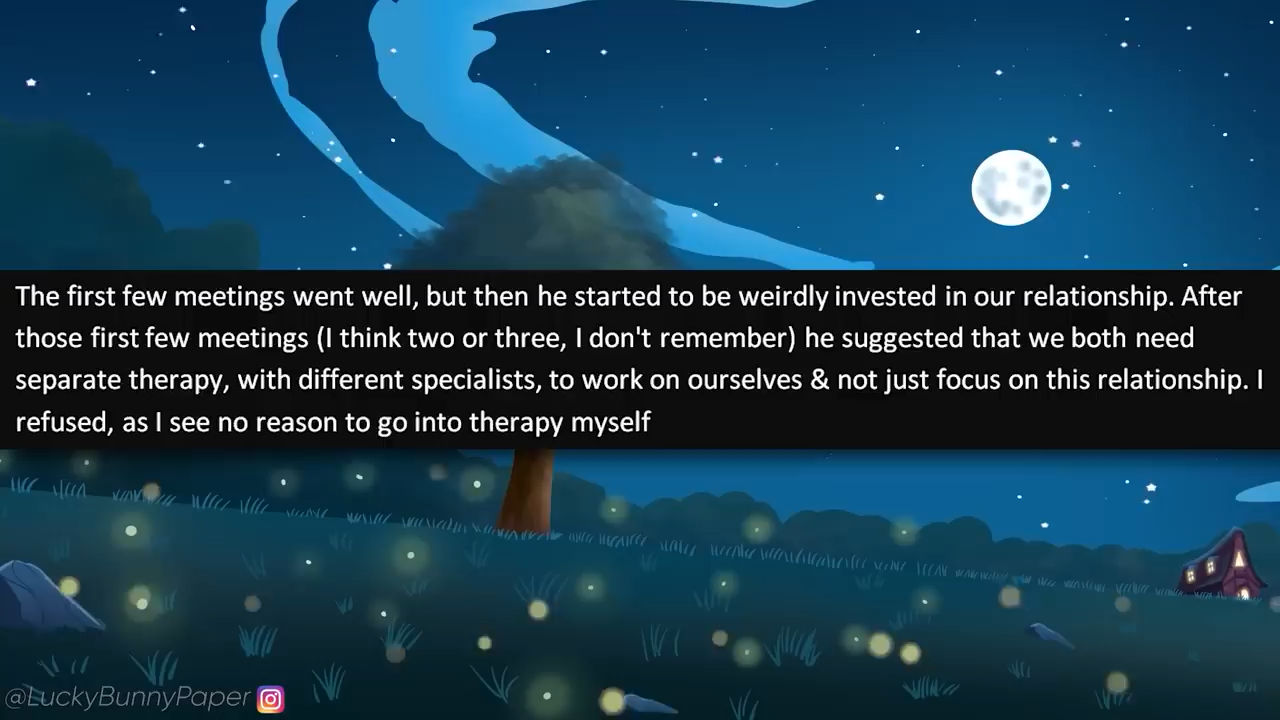 The first few meetings went well, but then he started to be weirdly invested in our relationship. After
those first few meetings (I think two or three, I don't remember) he suggested that we both need
separate therapy, with different specialists, to work on ourselves & not just focus on this relationship. I
refused, as I see no reason to go into therapy myself
@LuckyBunnyPaper